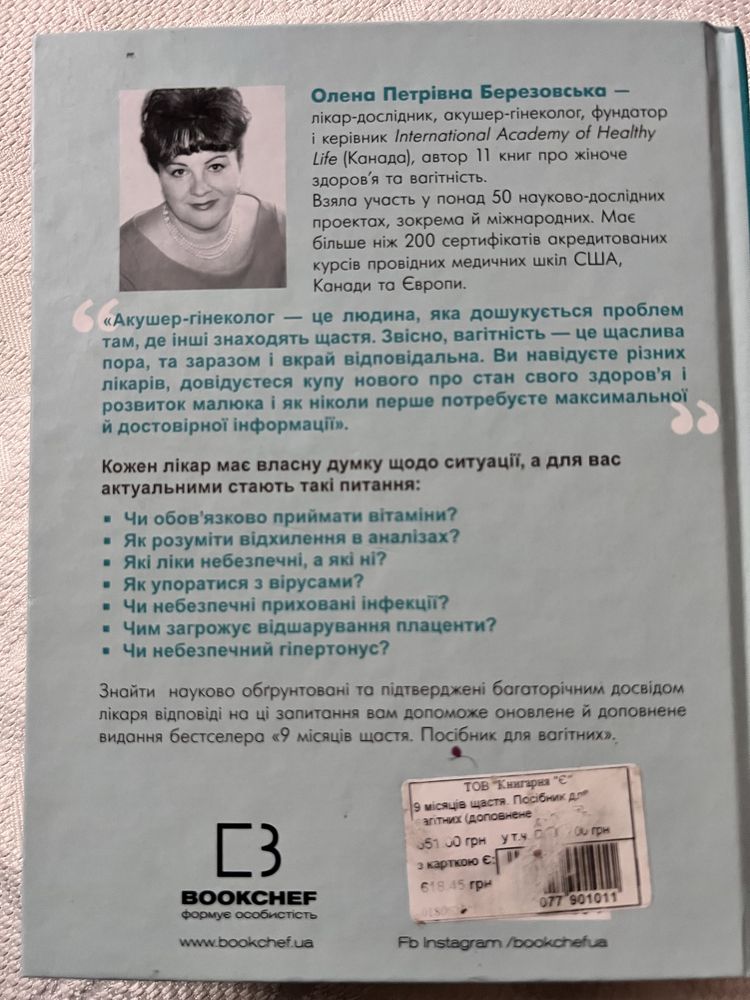 Олена Петрівна Березовська —
лікар-дослідник, акушер-гінеколог, фундатор
і керівник International Academy of Healthy
Life (Канада), автор 11 книг про жіноче
здоров'я та вагітність.
Взяла участь у понад 50 науково-дослідних
проектах, зокрема й міжнародних. Має
більше ніж 200 сертифікатів акредитованих
курсів провідних медичних шкіл США,
Канади та Європи.
«Акушер-гінеколог — це людина, яка дошукується проблем
там, де інші знаходять щастя. Звісно, вагітність — це щаслива
пора, та заразом і вкрай відповідальна. Ви навідуєте різних
лікарів, довідуєтеся купу нового про стан свого здоров'я і
розвиток малюка і як ніколи перше потребуєте максимальної
й достовірної інформації».
Кожен лікар має власну думку щодо ситуації, а для вас
актуальними стають такі питання:
▪ Чи обов'язково приймати вітаміни?
▪ Як розуміти відхилення в аналізах?
▪ Які ліки небезпечні, а які ні?
▪ Як упоратися з вірусами?
▪ Чи небезпечні приховані інфекції?
▪ Чим загрожує відшарування плаценти?
▪ Чи небезпечний гіпертонус?
Знайти науково обґрунтовані та підтверджені багаторічним досвідом
лікаря відповіді на ці запитання вам допоможе оновлене й доповнене
видання бестселера «9 місяців щастя. Посібник для вагітних».
ТОВ "Книгарня "Є"
9 місяців щастя. Посібник для
вагітних (доповнене
грн у т.ч. грн
з карткою Є:
618.45 грн
077 901011
BOOKCHEF
формує особистість
www.bookchef.ua
Fb Instagram /bookchefua